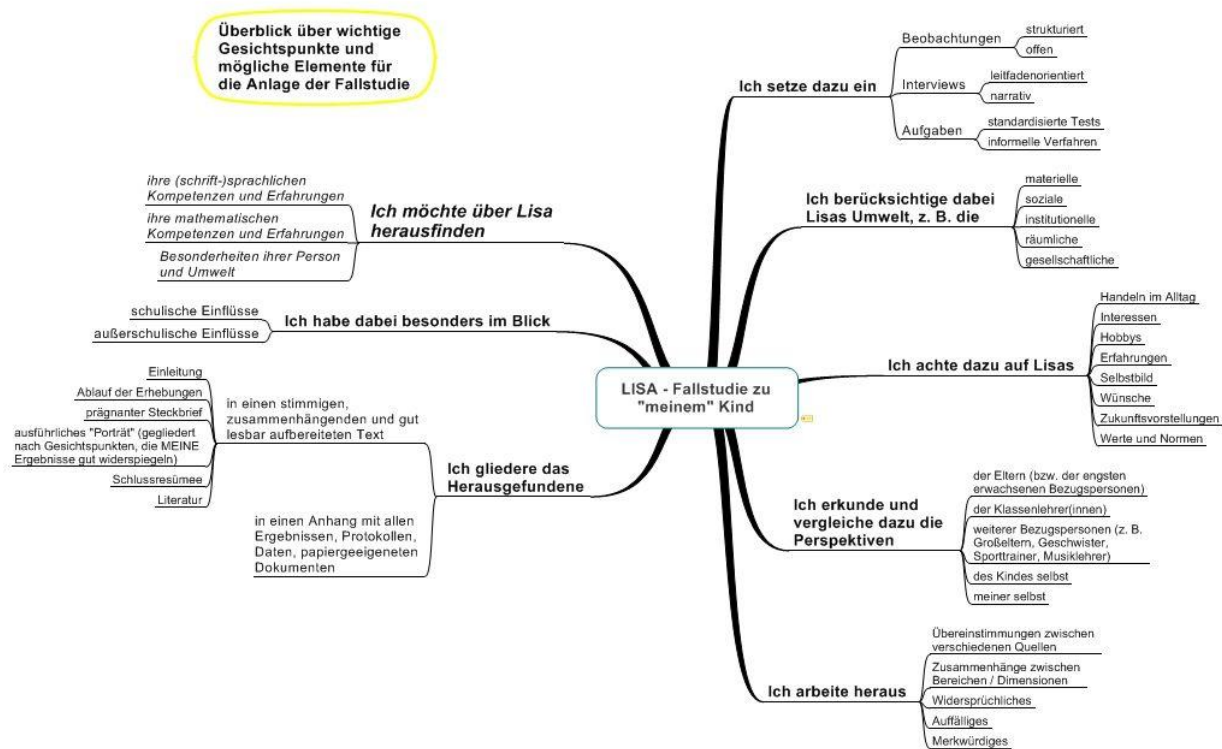 Überblick über wichtige
Gesichtspunkte und
mögliche Elemente für
die Anlage der Fallstudie
LISA - Fallstudie zu
"meinem" Kind
Ich möchte über Lisa
herausfinden
ihre (schrift-)sprachlichen
Kompetenzen und Erfahrungen
ihre mathematischen
Kompetenzen und Erfahrungen
Besonderheiten ihrer Person
und Umwelt
Ich habe dabei besonders im Blick
schulische Einflüsse
außerschulische Einflüsse
Ich gliedere das
Herausgefundene
in einen stimmigen,
zusammenhängenden und gut
lesbar aufbereiteten Text
Einleitung
Ablauf der Erhebungen
prägnanter Steckbrief
ausführliches "Porträt" (gegliedert
nach Gesichtspunkten, die MEINE
Ergebnisse gut widerspiegeln)
Schlussresümee
Literatur
in einen Anhang mit allen
Ergebnissen, Protokollen,
Daten, papiergeeigeneten
Dokumenten
Ich setze dazu ein
Beobachtungen
strukturiert
offen
Interviews
leitfadenorientiert
narrativ
Aufgaben
standardisierte Tests
informelle Verfahren
Ich berücksichtige dabei
Lisas Umwelt, z. B. die
materielle
soziale
institutionelle
räumliche
gesellschaftliche
Ich achte dazu auf Lisas
Handeln im Alltag
Interessen
Hobbys
Erfahrungen
Selbstbild
Wünsche
Zukunftsvorstellungen
Werte und Normen
Ich erkunde und
vergleiche dazu die
Perspektiven
der Eltern (bzw. der engsten
erwachsenen Bezugspersonen)
der Klassenlehrer(innen)
weiterer Bezugspersonen (z. B.
Großeltern, Geschwister,
Sporttrainer, Musiklehrer)
des Kindes selbst
meiner selbst
Ich arbeite heraus
Übereinstimmungen zwischen
verschiedenen Quellen
Zusammenhänge zwischen
Bereichen / Dimensionen
Widersprüchliches
Auffälliges
Merkwürdiges